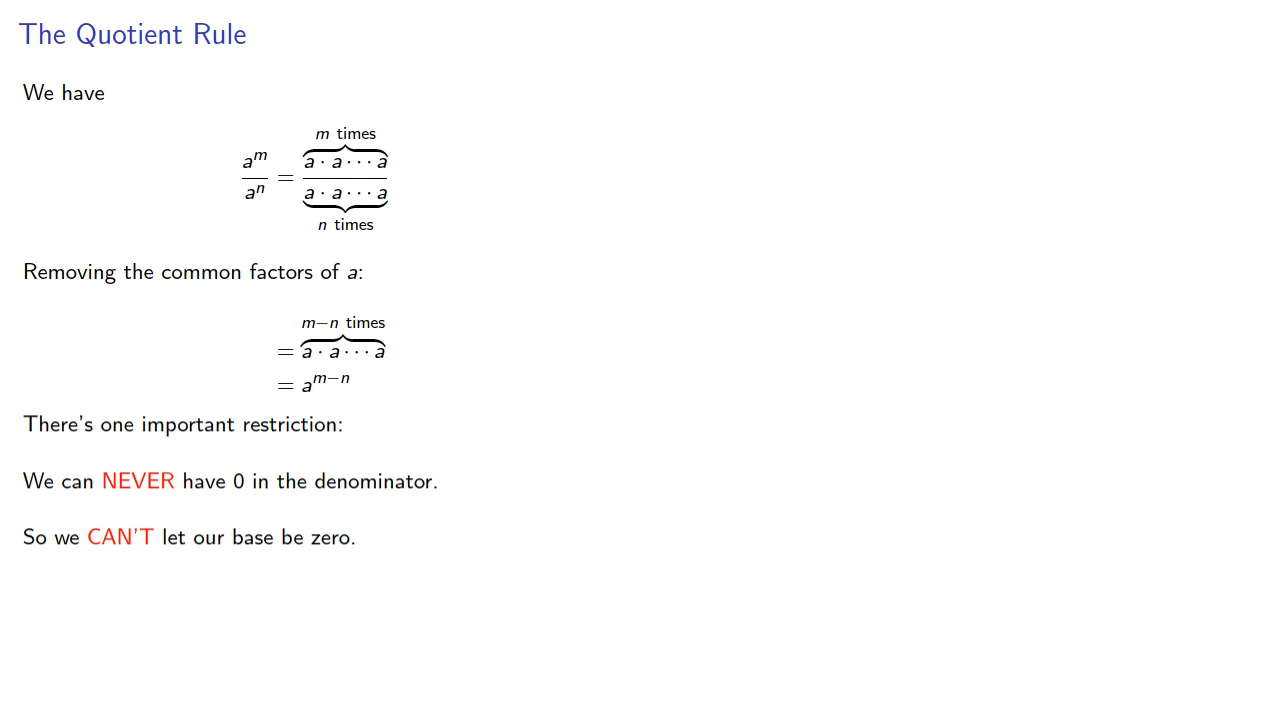 The Quotient Rule
We have
m times
a^m / a^n = a · a · · · a / a · a · · · a
n times
Removing the common factors of a:
m−n times
= a · a · · · a
= a^{m−n}
There's one important restriction:
We can NEVER have 0 in the denominator.
So we CAN'T let our base be zero.